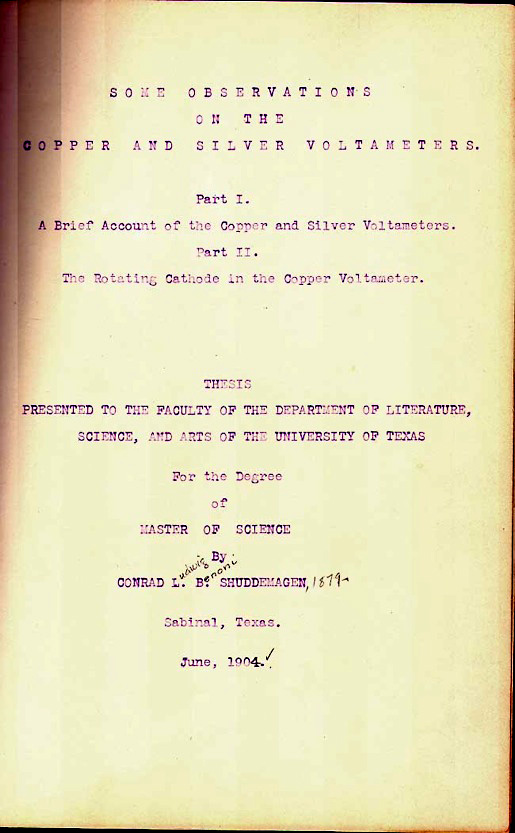 SOME OBSERVATIONS
ON THE
COPPER AND SILVER VOLTAMETERS.
Part I.
A Brief Account of the Copper and Silver Voltameters.
Part II.
The Rotating Cathode in the Copper Voltameter.
THESIS
PRESENTED TO THE FACULTY OF THE DEPARTMENT OF LITERATURE,
SCIENCE, AND ARTS OF THE UNIVERSITY OF TEXAS
For the Degree
of
MASTER OF SCIENCE
By
udwig enoni
CONRAD L. B. SHUDDEMAGEN, 1879-
Sabinal, Texas.
June, 1904.